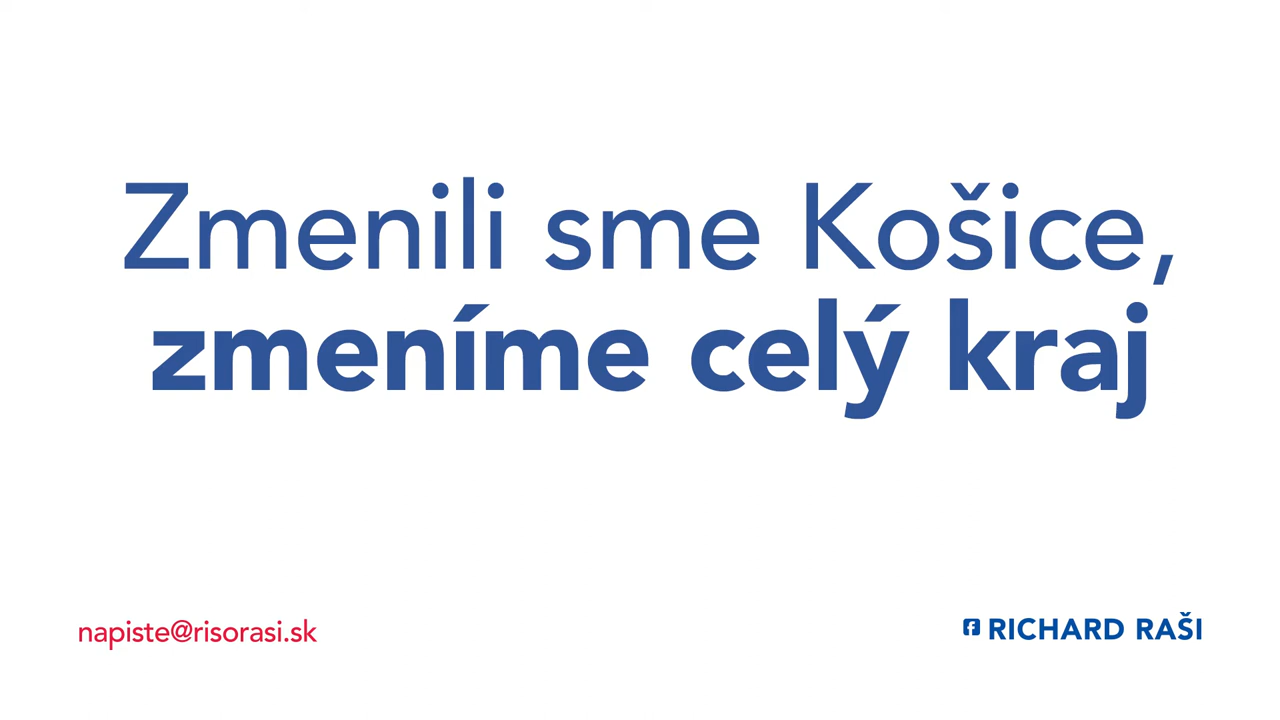 Zmenili sme Košice,
zmeníme celý kraj
napiste@risorasi.sk
RICHARD RAŠI